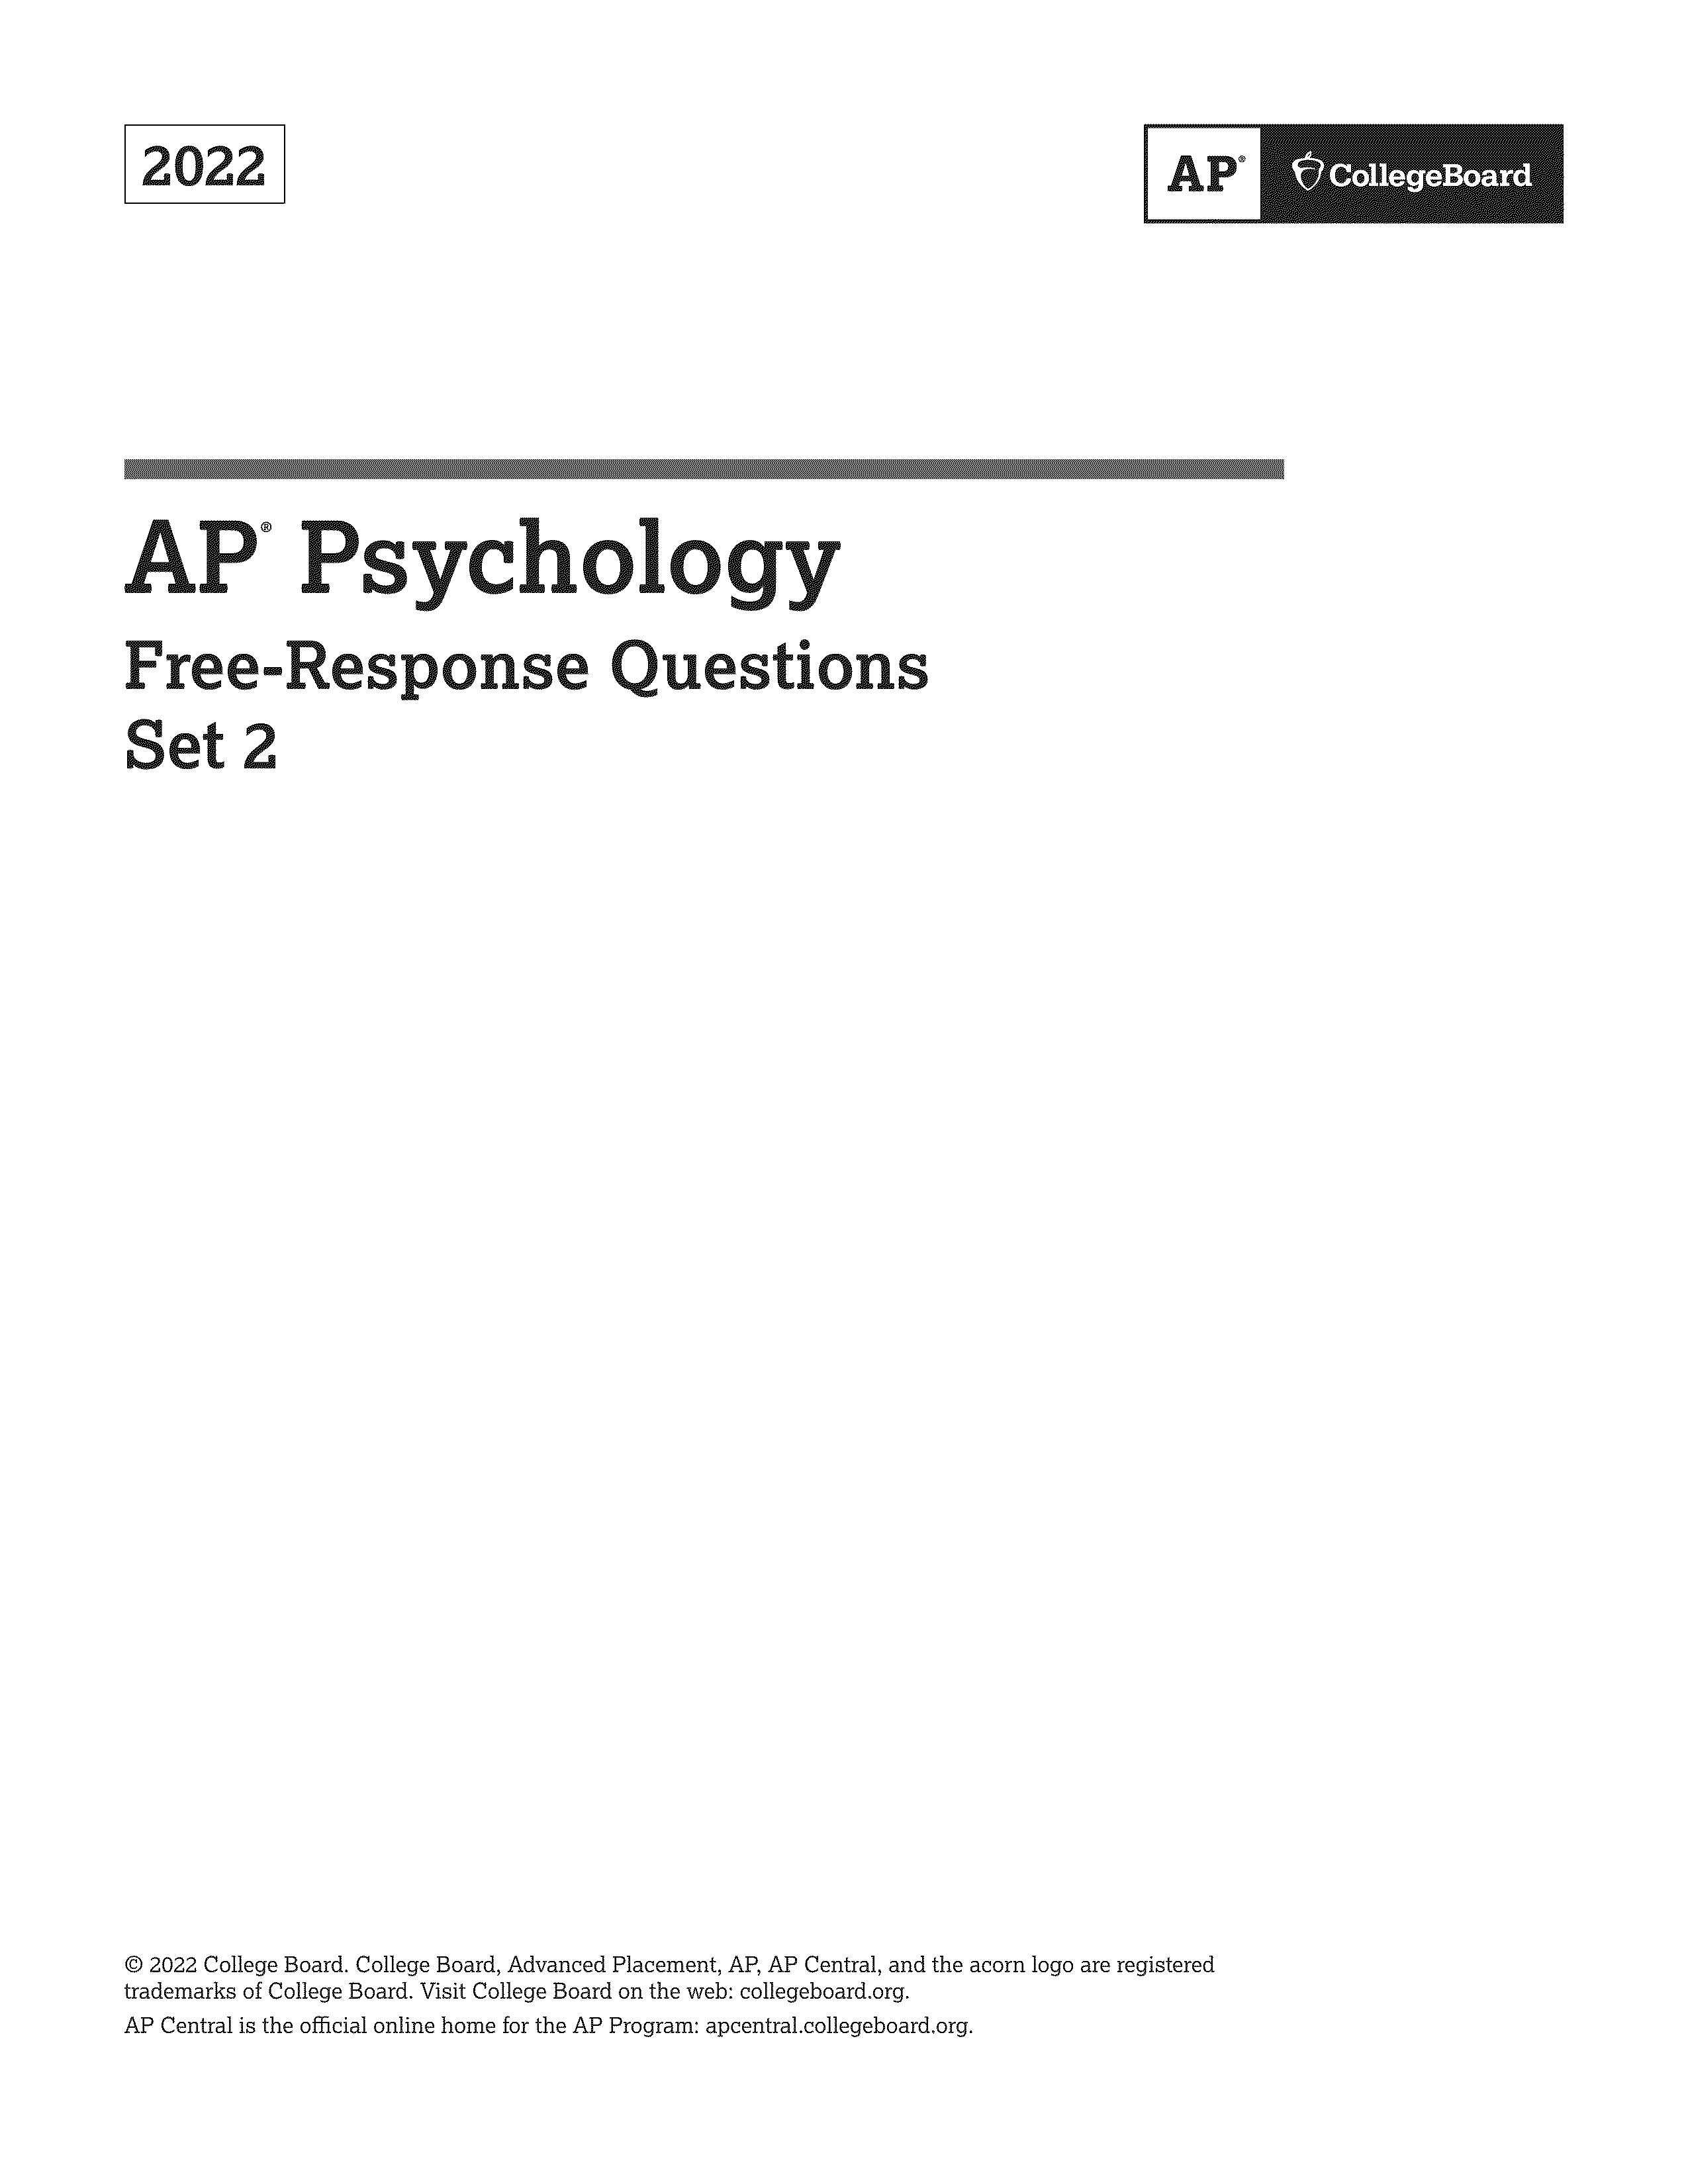 2022
AP® CollegeBoard
AP® Psychology
Free-Response Questions
Set 2
© 2022 College Board. College Board, Advanced Placement, AP, AP Central, and the acorn logo are registered
trademarks of College Board. Visit College Board on the web: collegeboard.org.
AP Central is the official online home for the AP Program: apcentral.collegeboard.org.